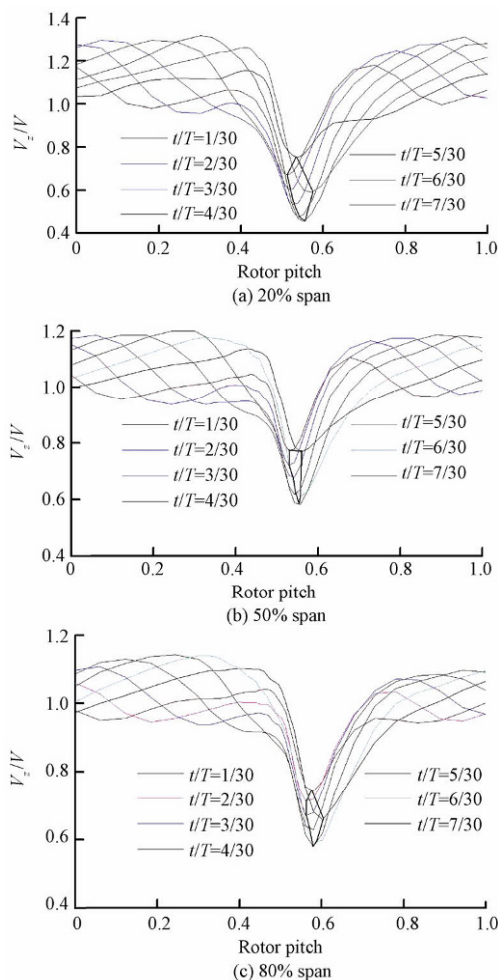 1.4
1.2
1.0
0.8
0.6
0.4
V_z/V
t/T=1/30
t/T=2/30
t/T=3/30
t/T=4/30
t/T=5/30
t/T=6/30
t/T=7/30
0 0.2 0.4 0.6 0.8 1.0
Rotor pitch
(a) 20% span
1.2
1.0
0.8
0.6
0.4
V_z/V
t/T=1/30
t/T=2/30
t/T=3/30
t/T=4/30
t/T=5/30
t/T=6/30
t/T=7/30
0 0.2 0.4 0.6 0.8 1.0
Rotor pitch
(b) 50% span
1.2
1.0
0.8
0.6
0.4
V_z/V
t/T=1/30
t/T=2/30
t/T=3/30
t/T=4/30
t/T=5/30
t/T=6/30
t/T=7/30
0 0.2 0.4 0.6 0.8 1.0
Rotor pitch
(c) 80% span